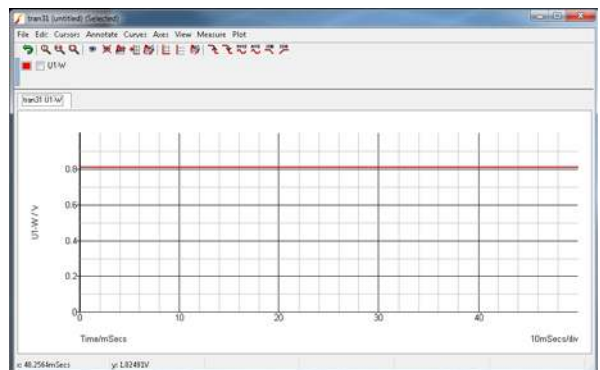 tran31 (untitled) (Selected)
File Edit Cursors Annotate Curves Axes View Measure Plot
U1-W
tran31 U1-W
U1-W / V
0.8
0.6
0.4
0.2
0
0 10 20 30 40
Time/mSecs 10mSecs/div
x: 48.2564mSecs y: 1.02491V